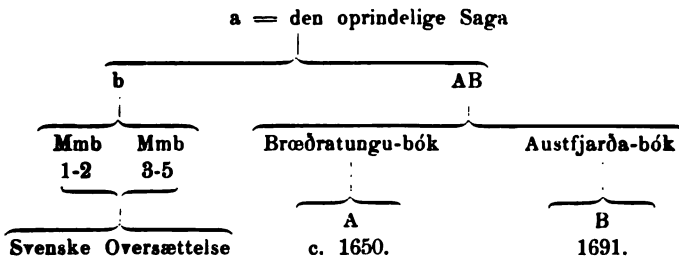 a = den oprindelige Saga
b AB
Mmb Mmb Brœðratungu-bók Austfjarða-bók
1-2 3-5
A B
Svenske Oversættelse c. 1650. 1691.